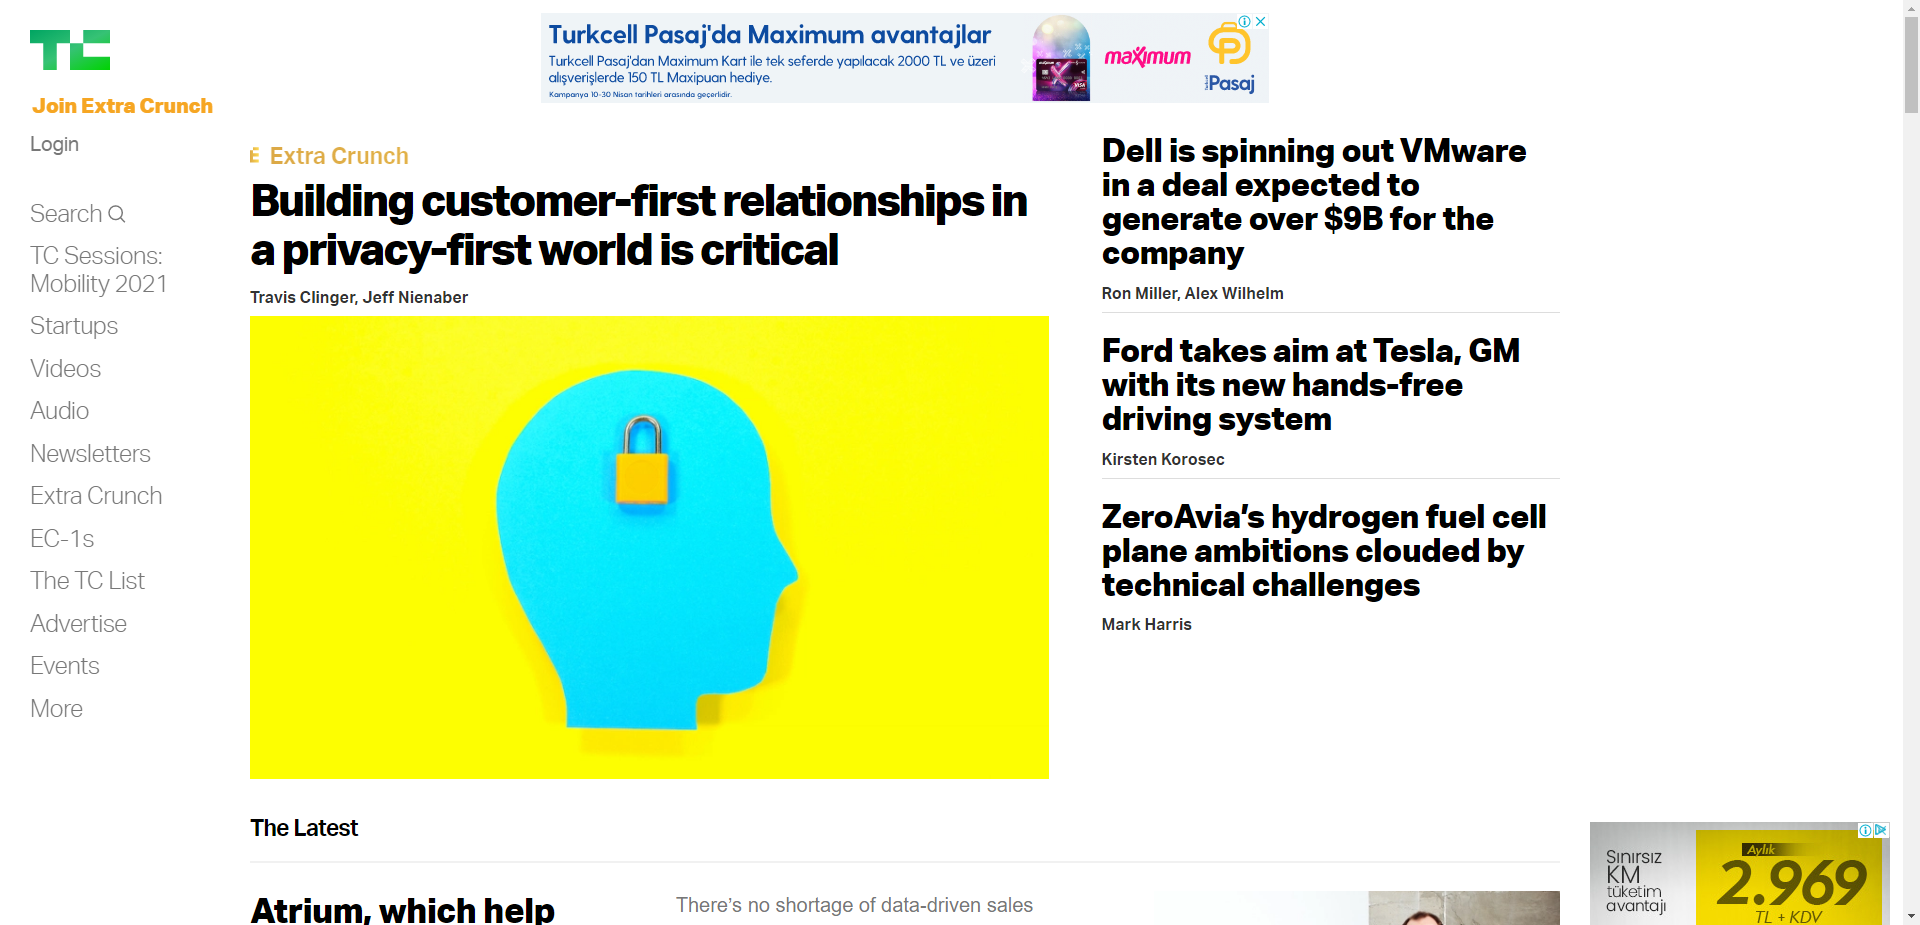 TC
Join Extra Crunch
Login
Search
TC Sessions:
Mobility 2021
Startups
Videos
Audio
Newsletters
Extra Crunch
EC-1s
The TC List
Advertise
Events
More
Turkcell Pasaj'da Maximum avantajlar
Turkcell Pasaj'dan Maximum Kart ile tek seferde yapılacak 2000 TL ve üzeri
alışverişlerde 150 TL Maxipuan hediye.
Kampanya 10-30 Nisan tarihleri arasında geçerlidir.
VISA
maximum
Turkcell
Pasaj
Extra Crunch
Building customer-first relationships in
a privacy-first world is critical
Travis Clinger, Jeff Nienaber
Dell is spinning out VMware
in a deal expected to
generate over $9B for the
company
Ron Miller, Alex Wilhelm
Ford takes aim at Tesla, GM
with its new hands-free
driving system
Kirsten Korosec
ZeroAvia’s hydrogen fuel cell
plane ambitions clouded by
technical challenges
Mark Harris
The Latest
Atrium, which help
There’s no shortage of data-driven sales
Sınırsız
KM
tüketim
avantajı
Aylık
2.969
TL + KDV